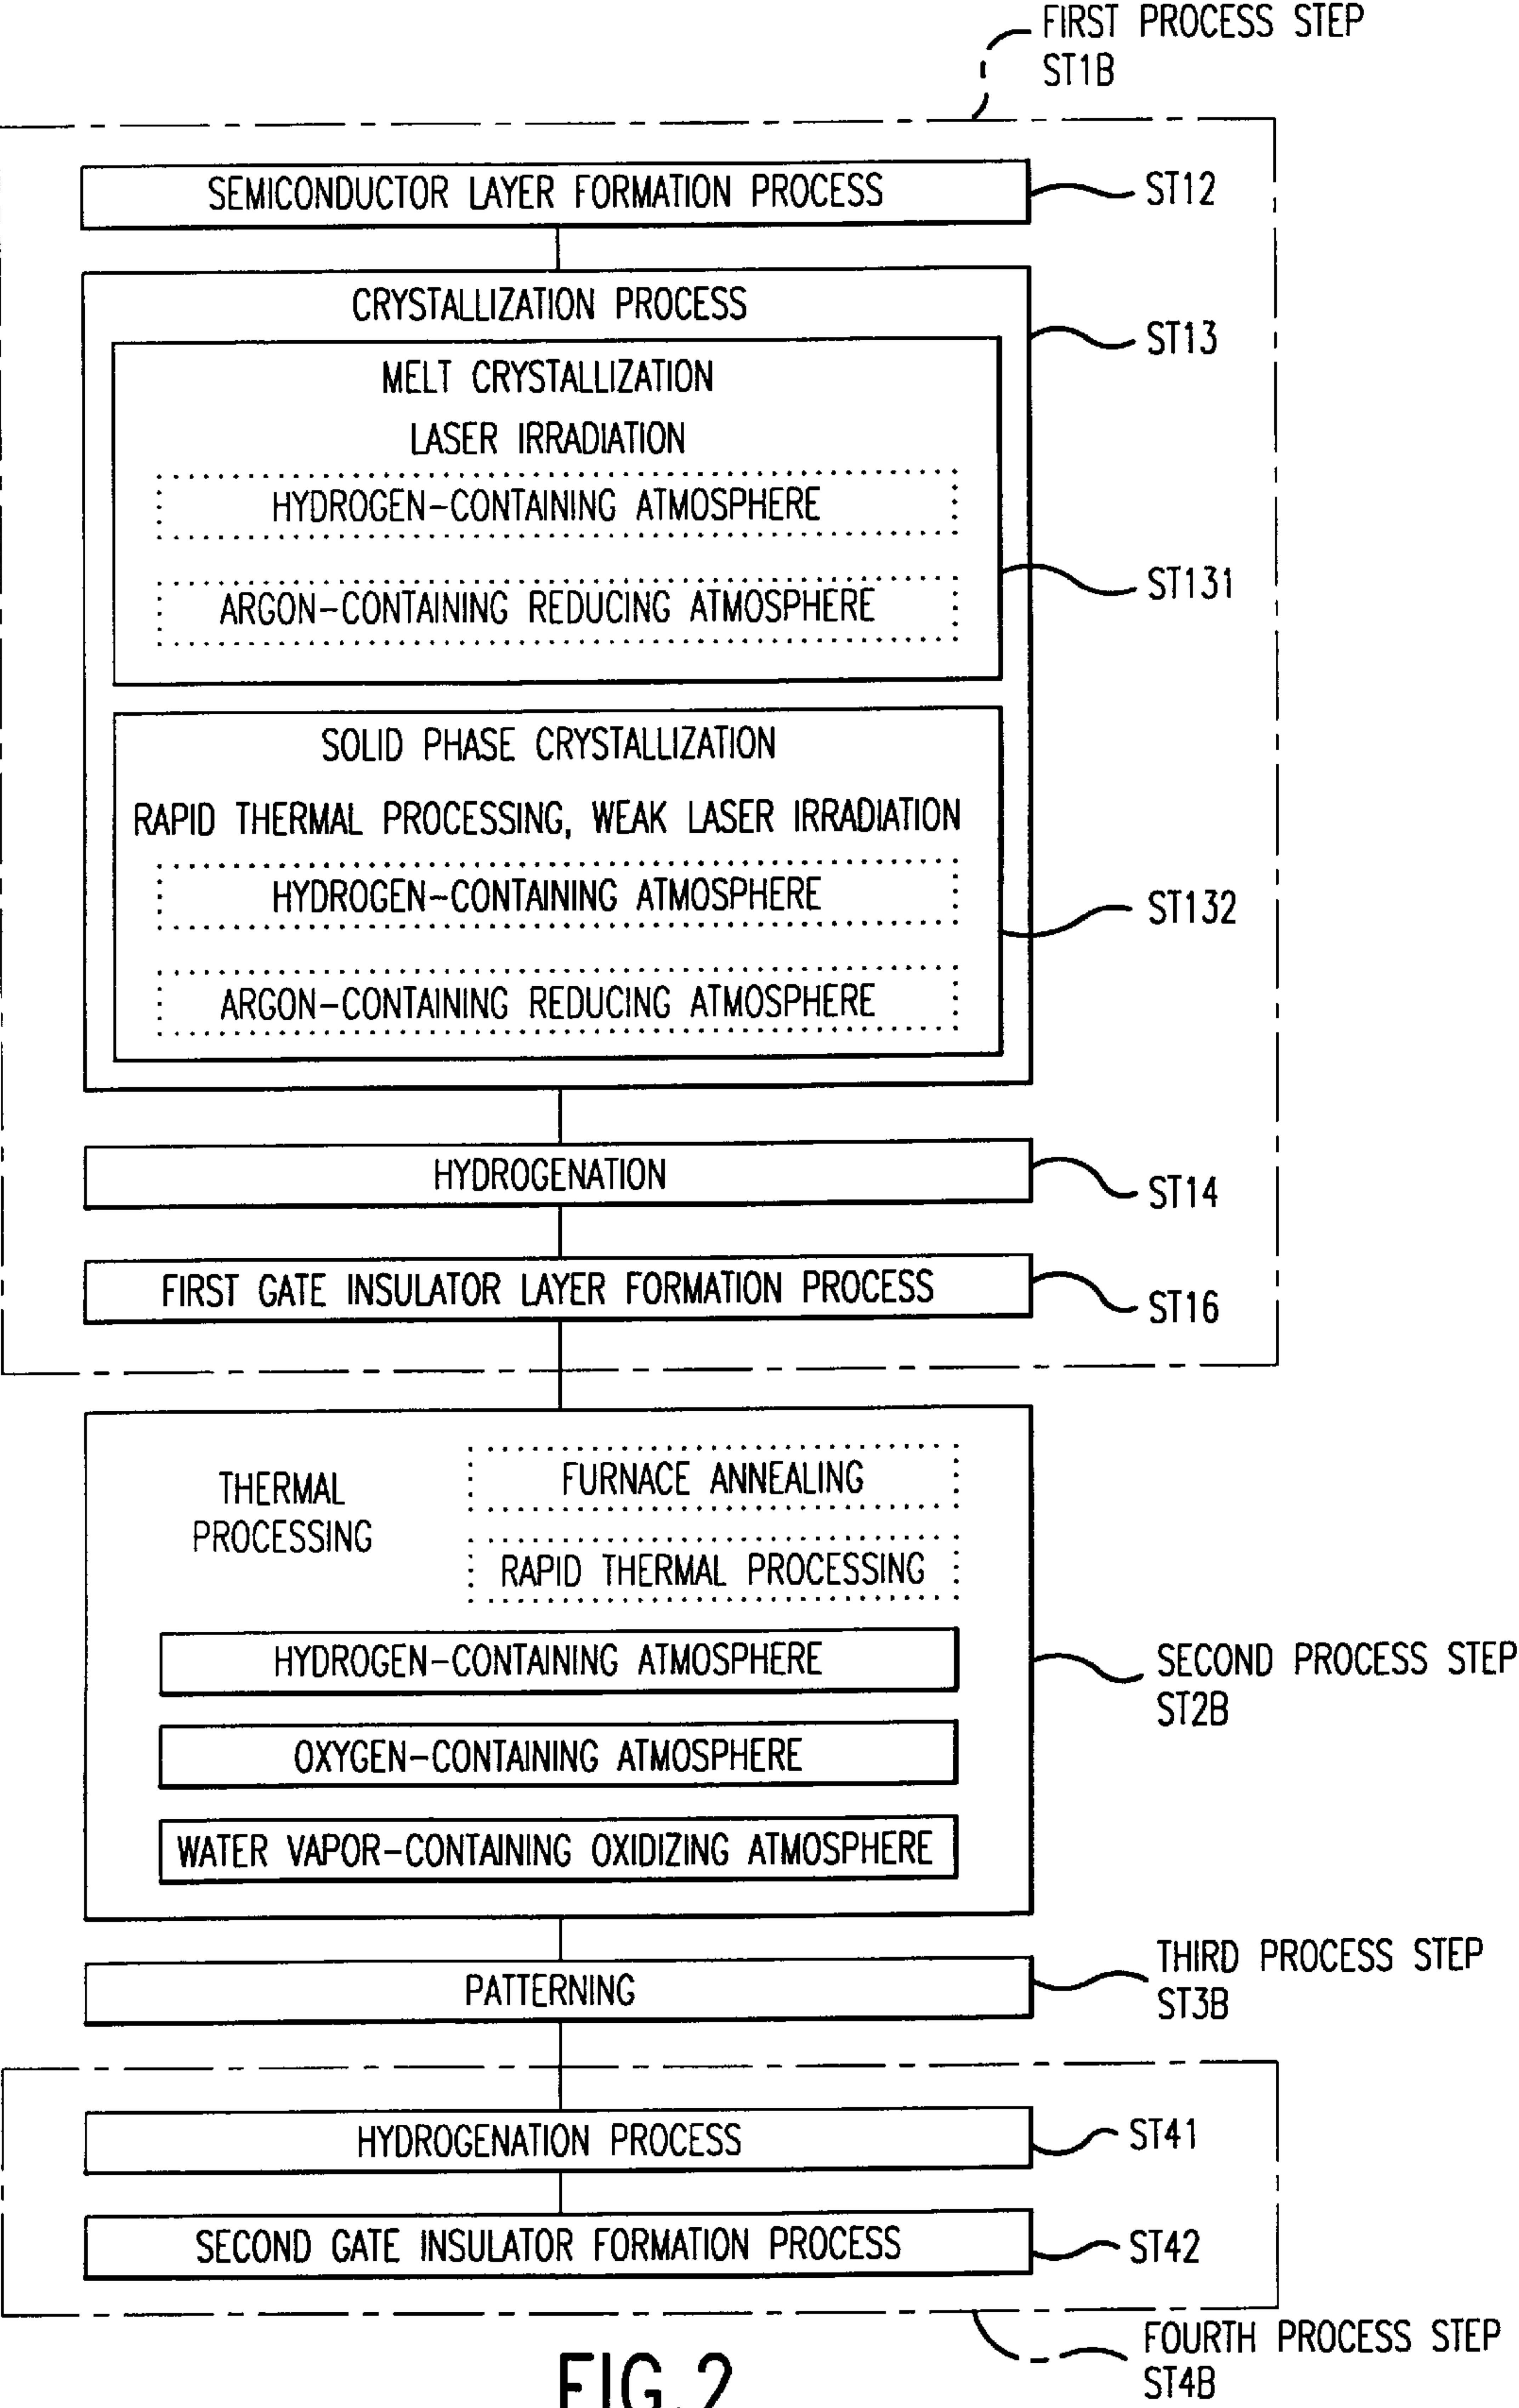 FIRST PROCESS STEP
ST1B
SEMICONDUCTOR LAYER FORMATION PROCESS
ST12
CRYSTALLIZATION PROCESS
ST13
MELT CRYSTALLIZATION
LASER IRRADIATION
HYDROGEN-CONTAINING ATMOSPHERE
ST131
ARGON-CONTAINING REDUCING ATMOSPHERE
SOLID PHASE CRYSTALLIZATION
RAPID THERMAL PROCESSING, WEAK LASER IRRADIATION
HYDROGEN-CONTAINING ATMOSPHERE
ST132
ARGON-CONTAINING REDUCING ATMOSPHERE
HYDROGENATION
ST14
FIRST GATE INSULATOR LAYER FORMATION PROCESS
ST16
THERMAL
PROCESSING
FURNACE ANNEALING
RAPID THERMAL PROCESSING
HYDROGEN-CONTAINING ATMOSPHERE
SECOND PROCESS STEP
ST2B
OXYGEN-CONTAINING ATMOSPHERE
WATER VAPOR-CONTAINING OXIDIZING ATMOSPHERE
THIRD PROCESS STEP
ST3B
PATTERNING
HYDROGENATION PROCESS
ST41
SECOND GATE INSULATOR FORMATION PROCESS
ST42
FOURTH PROCESS STEP
ST4B
FIG.2